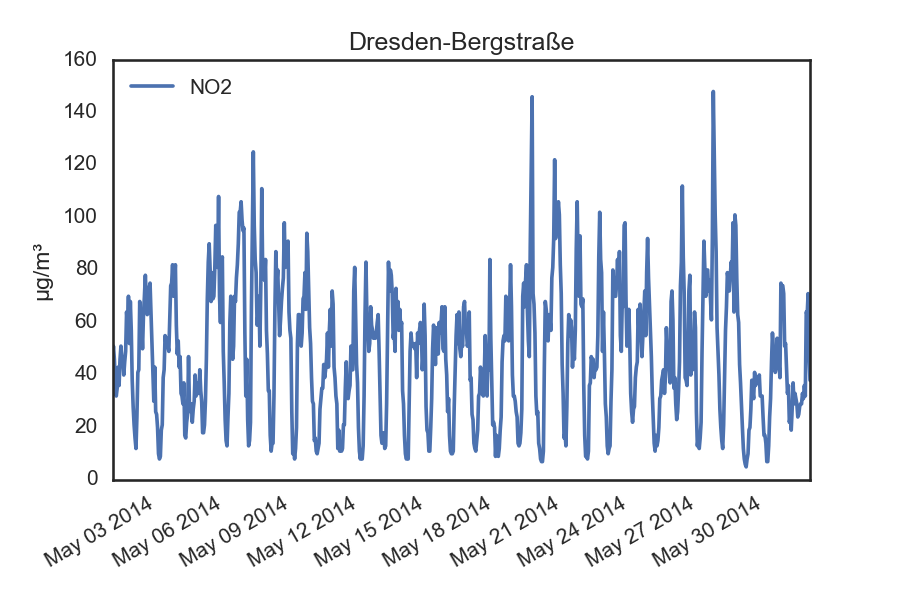 Dresden-Bergstraße
160
NO2
140
120
100
80
µg/m³
60
40
20
0
May 03 2014
May 06 2014
May 09 2014
May 12 2014
May 15 2014
May 18 2014
May 21 2014
May 24 2014
May 27 2014
May 30 2014